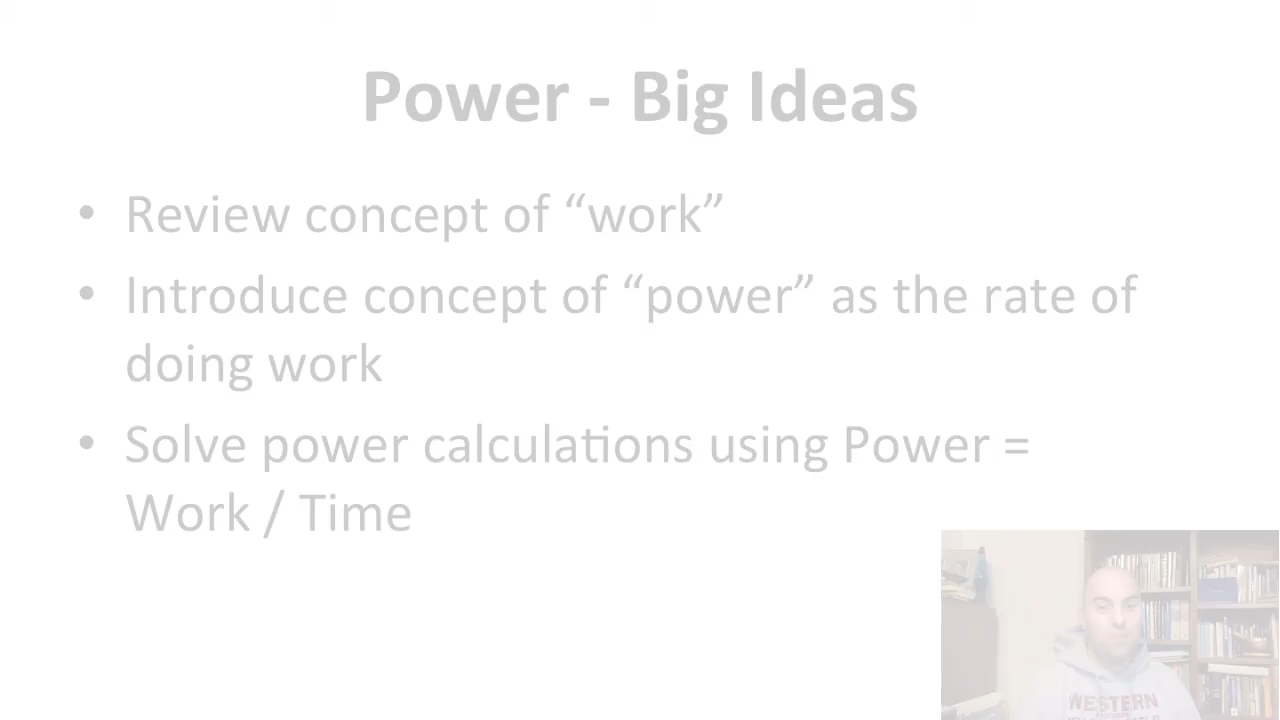 Power - Big Ideas
• Review concept of “work”
• Introduce concept of “power” as the rate of
doing work
• Solve power calculations using Power =
Work / Time
WESTERN